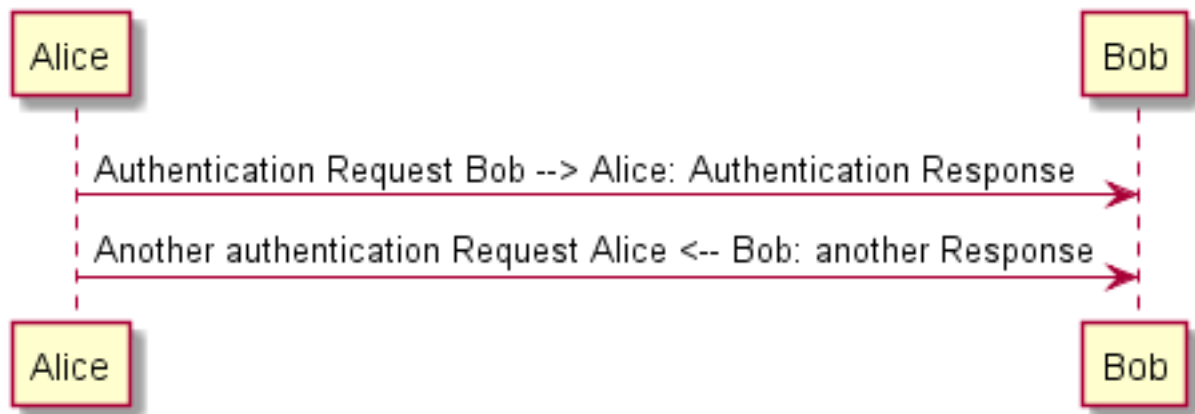 Alice
Bob
Authentication Request Bob --> Alice: Authentication Response
Another authentication Request Alice <-- Bob: another Response
Alice
Bob